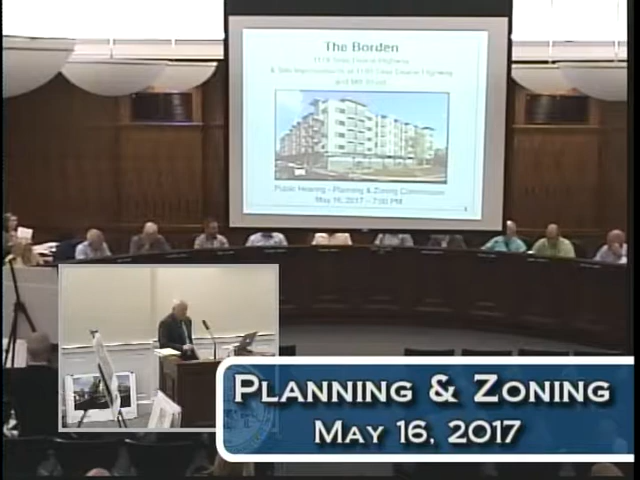 The Borden
Public Hearing - Planning & Zoning Commission
May 16, 2017 - 7:00 PM
PLANNING & ZONING
MAY 16, 2017